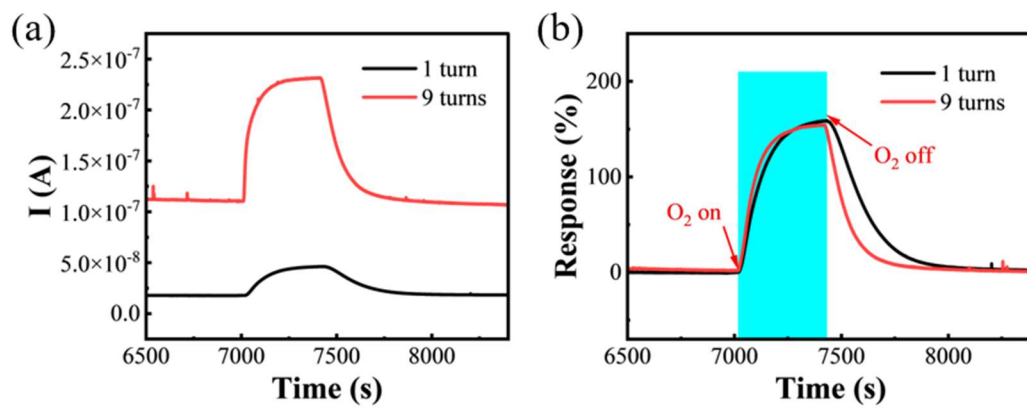 (a)
I (A)
2.5×10⁻⁷
2.0×10⁻⁷
1.5×10⁻⁷
1.0×10⁻⁷
5.0×10⁻⁸
0.0
1 turn
9 turns
6500 7000 7500 8000
Time (s)
(b)
Response (%)
200
100
0
1 turn
9 turns
O₂ off
O₂ on
6500 7000 7500 8000
Time (s)